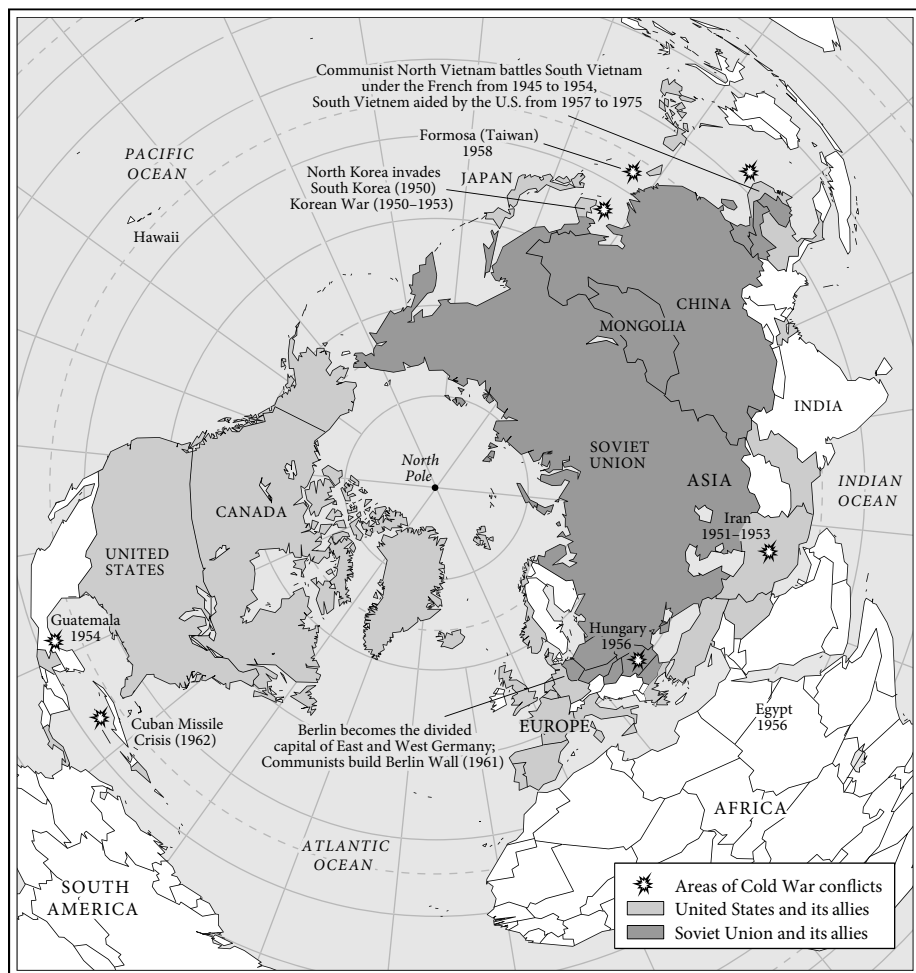 Communist North Vietnam battles South Vietnam
under the French from 1945 to 1954,
South Vietnem aided by the U.S. from 1957 to 1975
Formosa (Taiwan)
1958
PACIFIC
OCEAN
JAPAN
North Korea invades
South Korea (1950)
Korean War (1950–1953)
Hawaii
CHINA
MONGOLIA
INDIA
SOVIET
UNION
North
Pole
ASIA
INDIAN
OCEAN
CANADA
Iran
1951–1953
UNITED
STATES
Guatemala
1954
Hungary
1956
Cuban Missile
Crisis (1962)
Berlin becomes the divided
capital of East and West Germany;
Communists build Berlin Wall (1961)
EUROPE
Egypt
1956
AFRICA
ATLANTIC
OCEAN
SOUTH
AMERICA
Areas of Cold War conflicts
United States and its allies
Soviet Union and its allies